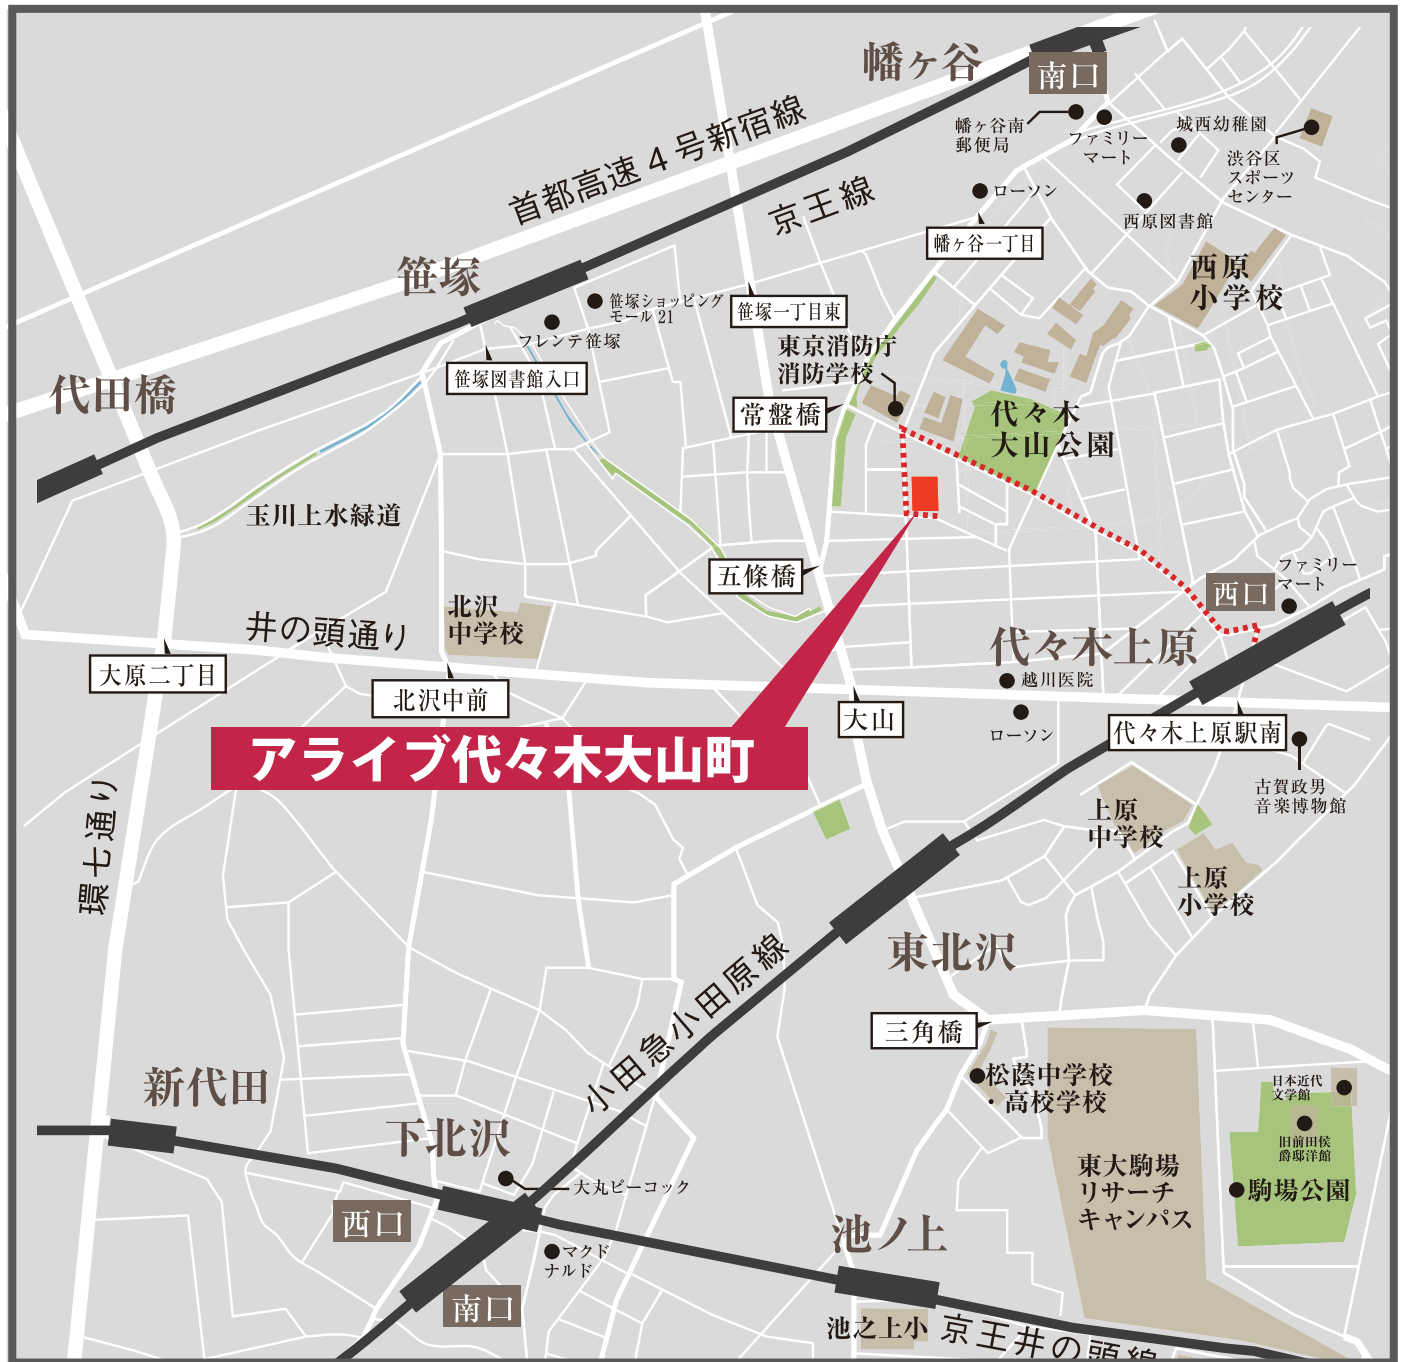 幡ヶ谷
南口
首都高速4号新宿線
京王線
幡ヶ谷南
郵便局
ファミリー
マート
城西幼稚園
渋谷区
スポーツ
センター
ローソン
西原図書館
幡ヶ谷一丁目
西原
小学校
笹塚
笹塚ショッピング
モール21
フレンテ笹塚
笹塚一丁目東
東京消防庁
消防学校
笹塚図書館入口
代田橋
常盤橋
代々木
大山公園
玉川上水緑道
五條橋
西口
ファミリー
マート
井の頭通り
北沢
中学校
代々木上原
越川医院
大原二丁目
北沢中前
大山
ローソン
代々木上原駅南
アライブ代々木大山町
古賀政男
音楽博物館
環七通り
上原
中学校
上原
小学校
小田急小田原線
東北沢
三角橋
新代田
松蔭中学校
・高校学校
日本近代
文学館
旧前田侯
爵邸洋館
下北沢
大丸ピーコック
東大駒場
リサーチ
キャンパス
駒場公園
西口
マクド
ナルド
池ノ上
南口
池之上小
京王井の頭線